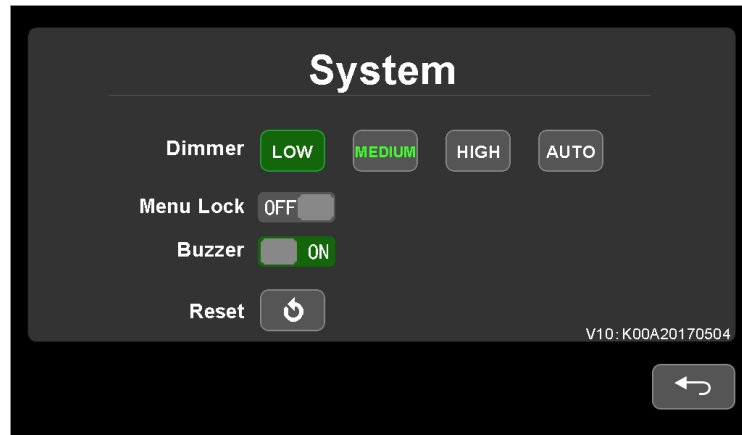 System
Dimmer LOW MEDIUM HIGH AUTO
Menu Lock OFF
Buzzer ON
Reset
V10:K00A20170504